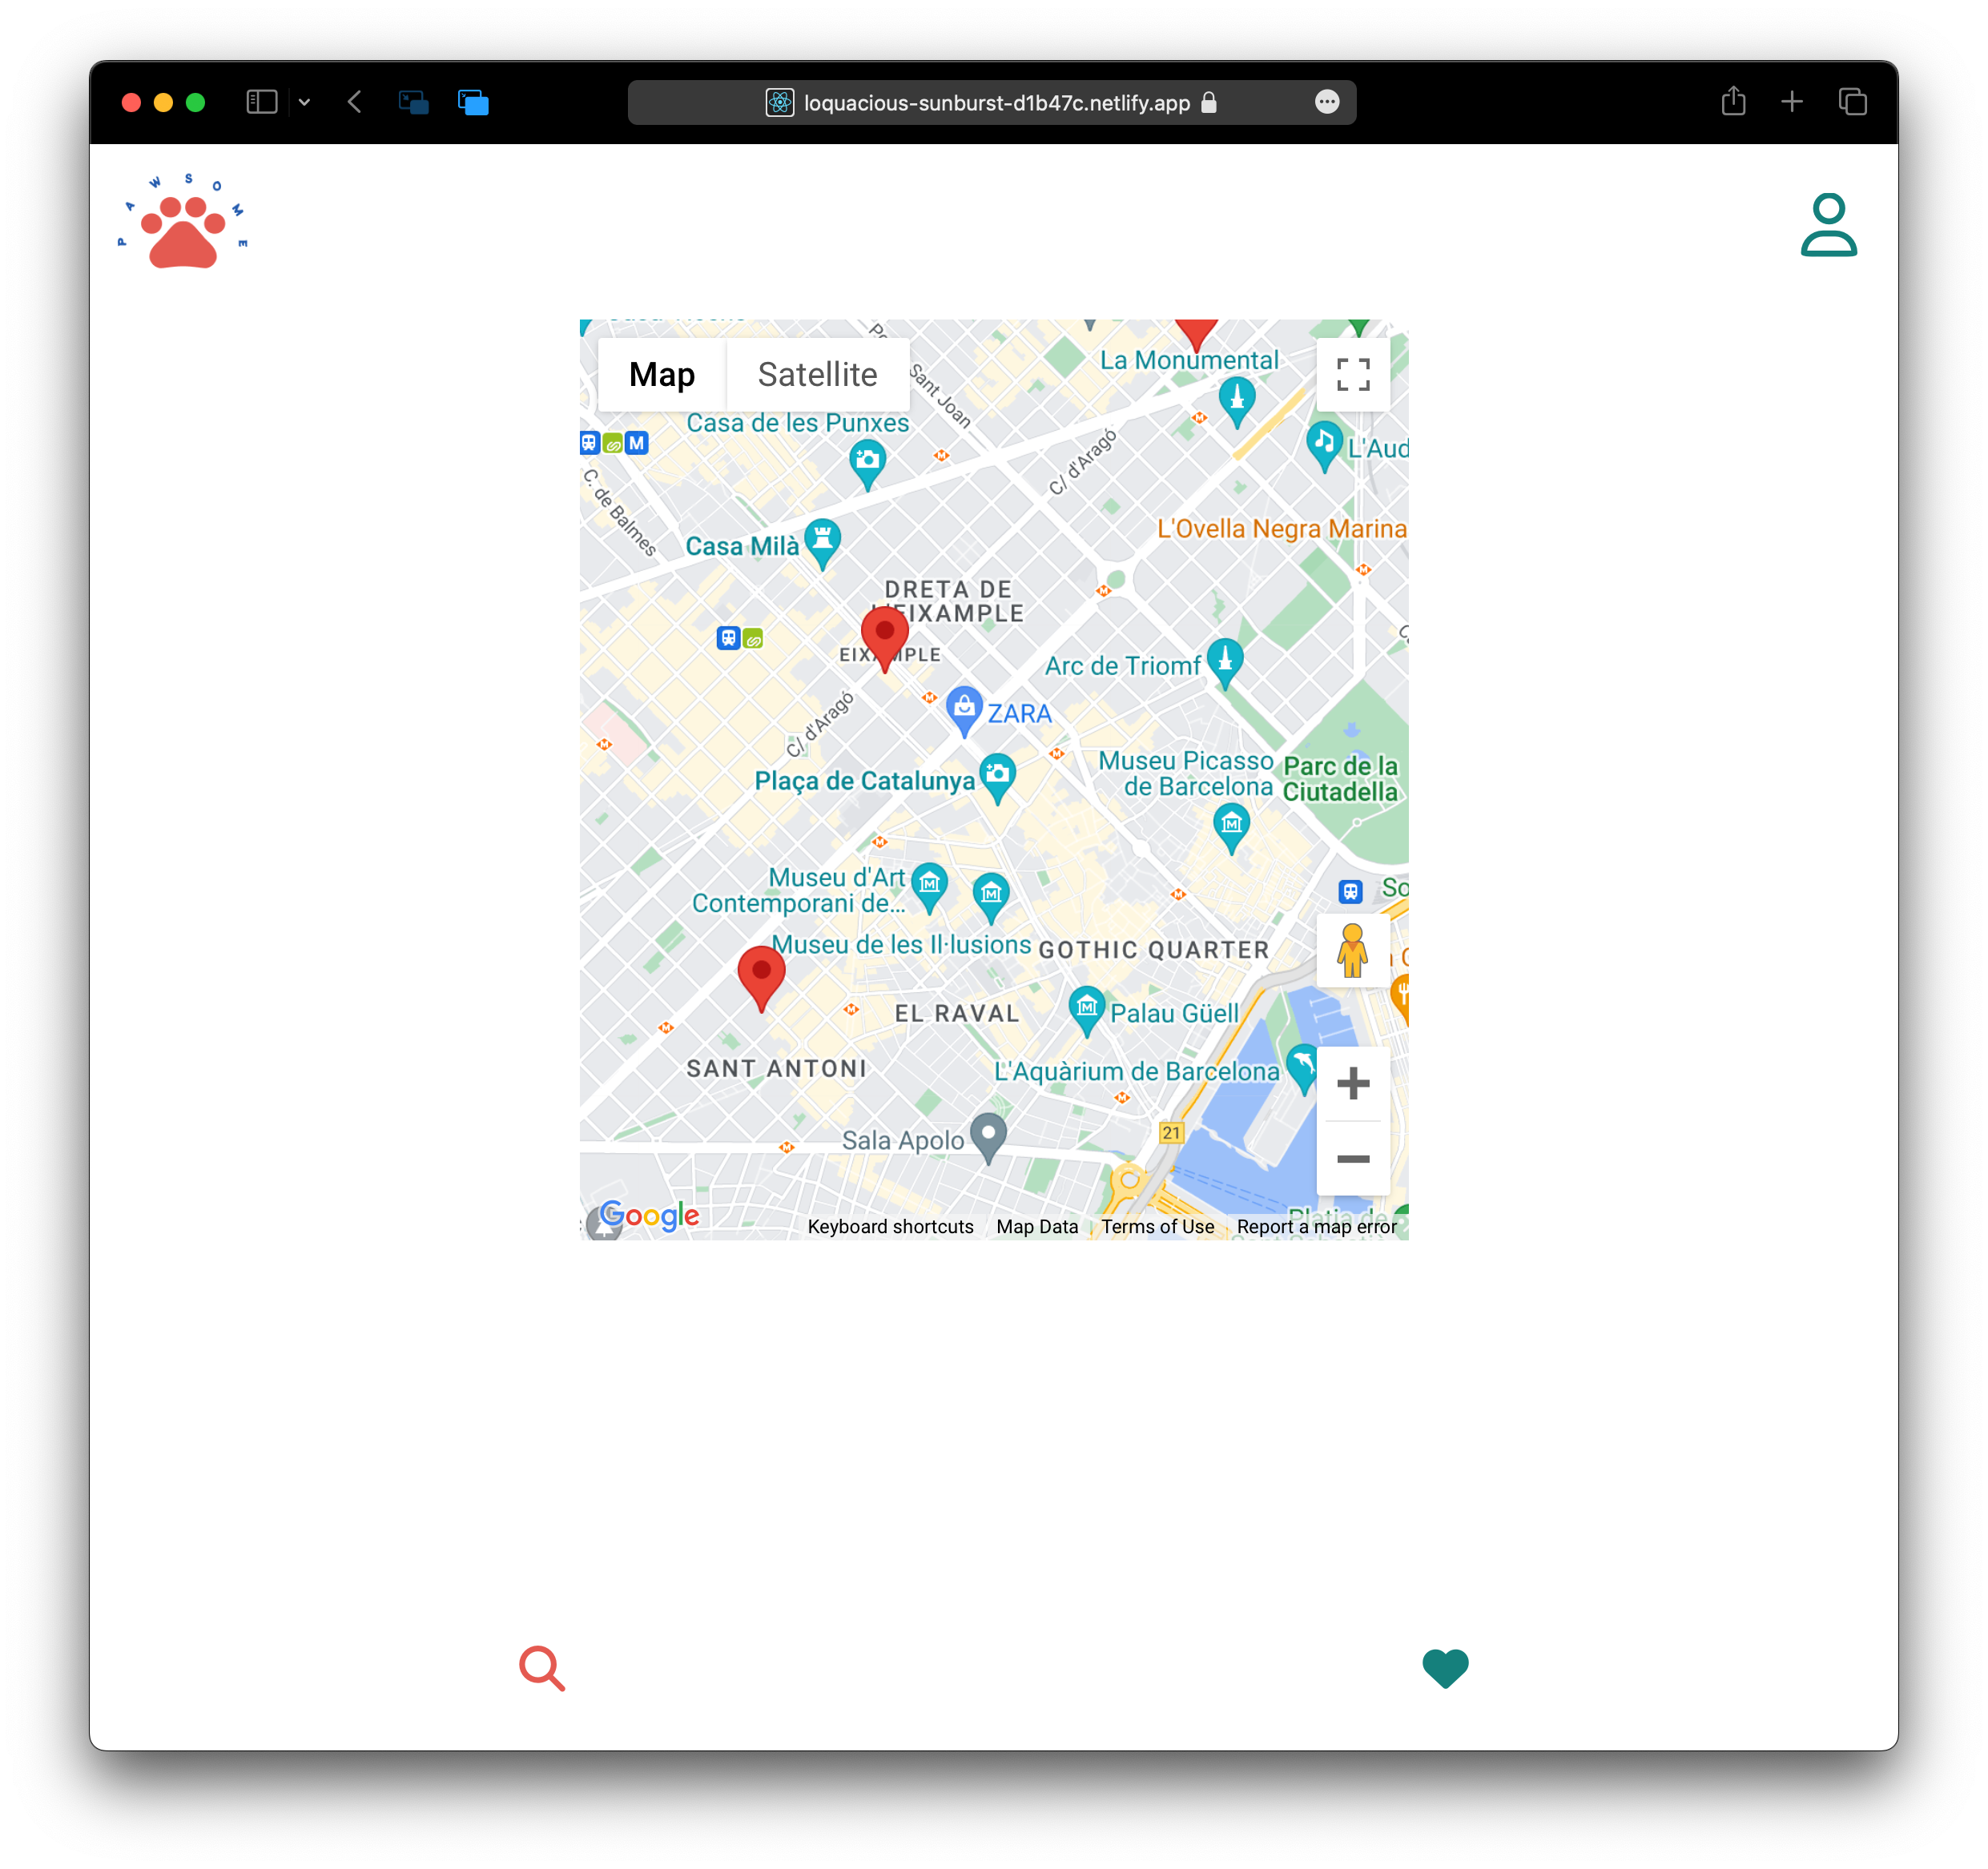 loquacious-sunburst-d1b47c.netlify.app
PAWSOME
Map
Satellite
Sant Joan
La Monumental
Casa de les Punxes
M
L'Aud
C/ d'Aragó
C. de Balmes
L'Ovella Negra Marina
Casa Milà
DRETA DE
L'EIXAMPLE
EIXAMPLE
Arc de Triomf
C/ d'Aragó
ZARA
Plaça de Catalunya
Museu Picasso
de Barcelona
Parc de la
Ciutadella
Museu d'Art
Contemporani de...
So
Museu de les Il·lusions
GOTHIC QUARTER
EL RAVAL
Palau Güell
SANT ANTONI
L'Aquàrium de Barcelona
Sala Apolo
21
Google
Keyboard shortcuts
Map Data
Terms of Use
Report a map error